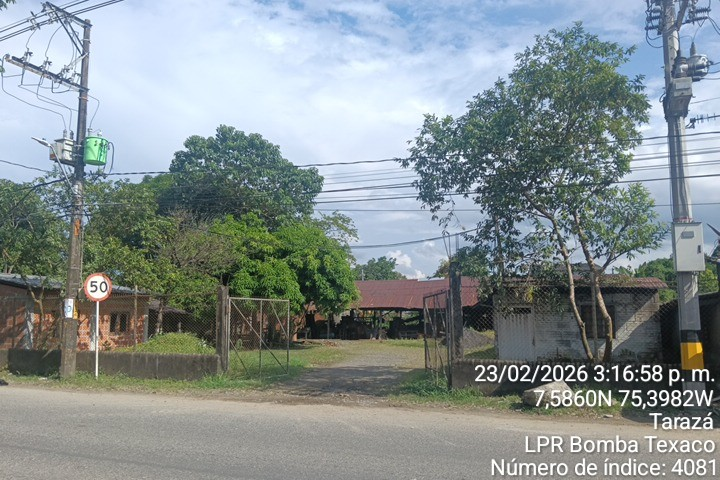 50
23/02/2026 3:16:58 p. m.
7,5860N 75,3982W
Tarazá
LPR Bomba Texaco
Número de índice: 4081